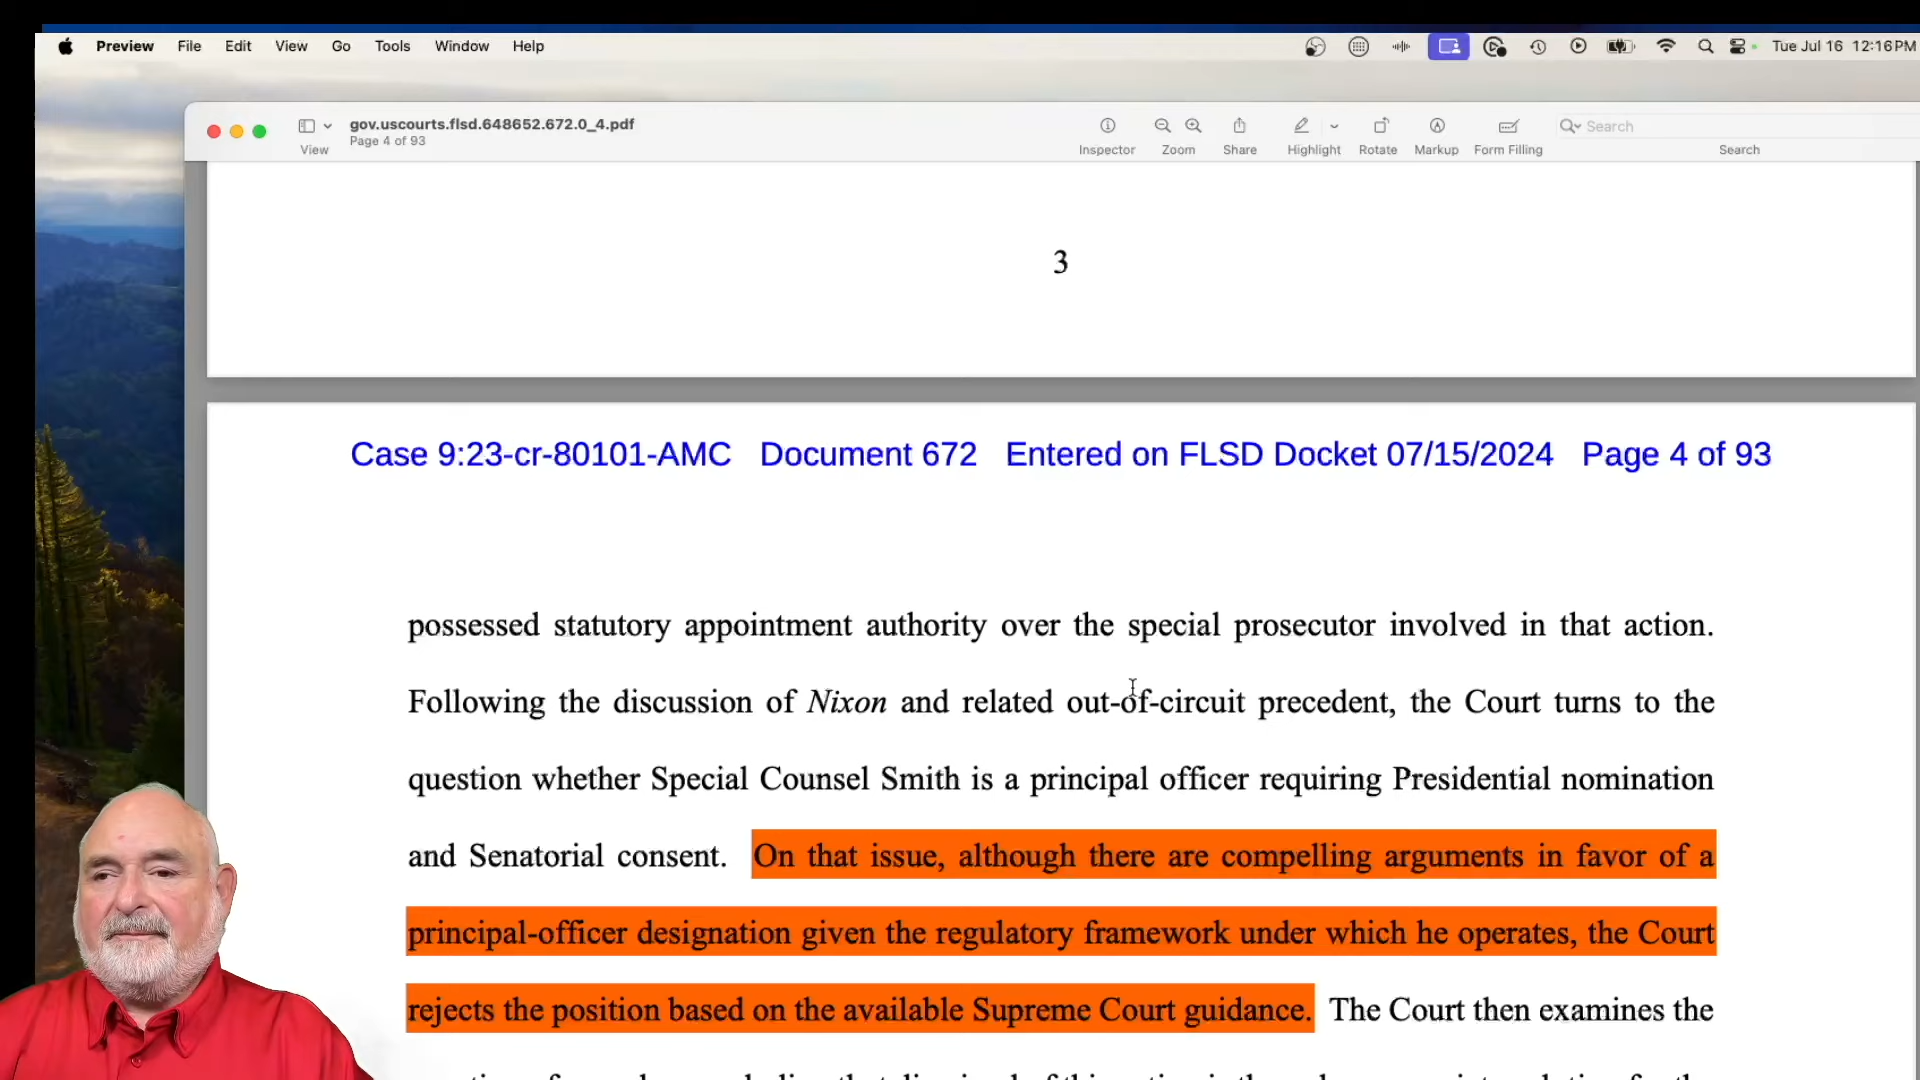 Preview File Edit View Go Tools Window Help Tue Jul 16 12:16 PM
gov.uscourts.flsd.648652.672.0_4.pdf
Page 4 of 93
View Inspector Zoom Share Highlight Rotate Markup Form Filling Search
Search
3
Case 9:23-cr-80101-AMC Document 672 Entered on FLSD Docket 07/15/2024 Page 4 of 93
possessed statutory appointment authority over the special prosecutor involved in that action.
Following the discussion of Nixon and related out-of-circuit precedent, the Court turns to the
question whether Special Counsel Smith is a principal officer requiring Presidential nomination
and Senatorial consent. On that issue, although there are compelling arguments in favor of a
principal-officer designation given the regulatory framework under which he operates, the Court
rejects the position based on the available Supreme Court guidance. The Court then examines the